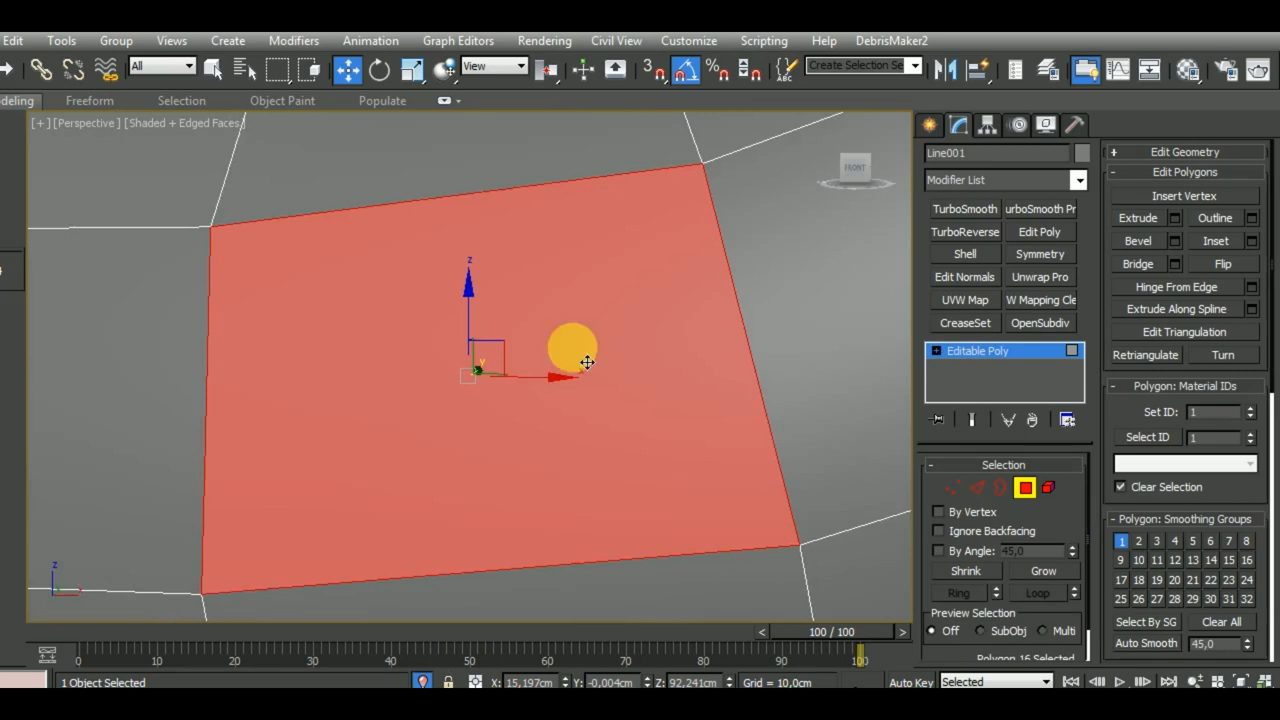 Edit Tools Group Views Create Modifiers Animation Graph Editors Rendering Civil View Customize Scripting Help DebrisMaker2
All View 3 % ABC Create Selection Se
deling Freeform Selection Object Paint Populate
[+] [Perspective] [Shaded + Edged Faces]
FRONT
z
y
x
z
Line001
Modifier List
TurboSmooth urboSmooth Pr
TurboReverse Edit Poly
Shell Symmetry
Edit Normals Unwrap Pro
UVW Map W Mapping Cle
CreaseSet OpenSubdiv
+ Editable Poly
- Selection
By Vertex
Ignore Backfacing
By Angle: 45,0
Shrink Grow
Ring Loop
Preview Selection
Off SubObj Multi
Polygon 16 Selected
+ Edit Geometry
- Edit Polygons
Insert Vertex
Extrude Outline
Bevel Inset
Bridge Flip
Hinge From Edge
Extrude Along Spline
Edit Triangulation
Retriangulate Turn
- Polygon: Material IDs
Set ID: 1
Select ID 1
Clear Selection
- Polygon: Smoothing Groups
1 2 3 4 5 6 7 8
9 10 11 12 13 14 15 16
17 18 19 20 21 22 23 24
25 26 27 28 29 30 31 32
Select By SG Clear All
Auto Smooth 45,0
< 100 / 100 >
0 10 20 30 40 50 60 70 80 90 100
1 Object Selected X: 15,197cm Y: -0,004cm Z: 92,241cm Grid = 10,0cm Auto Key Selected